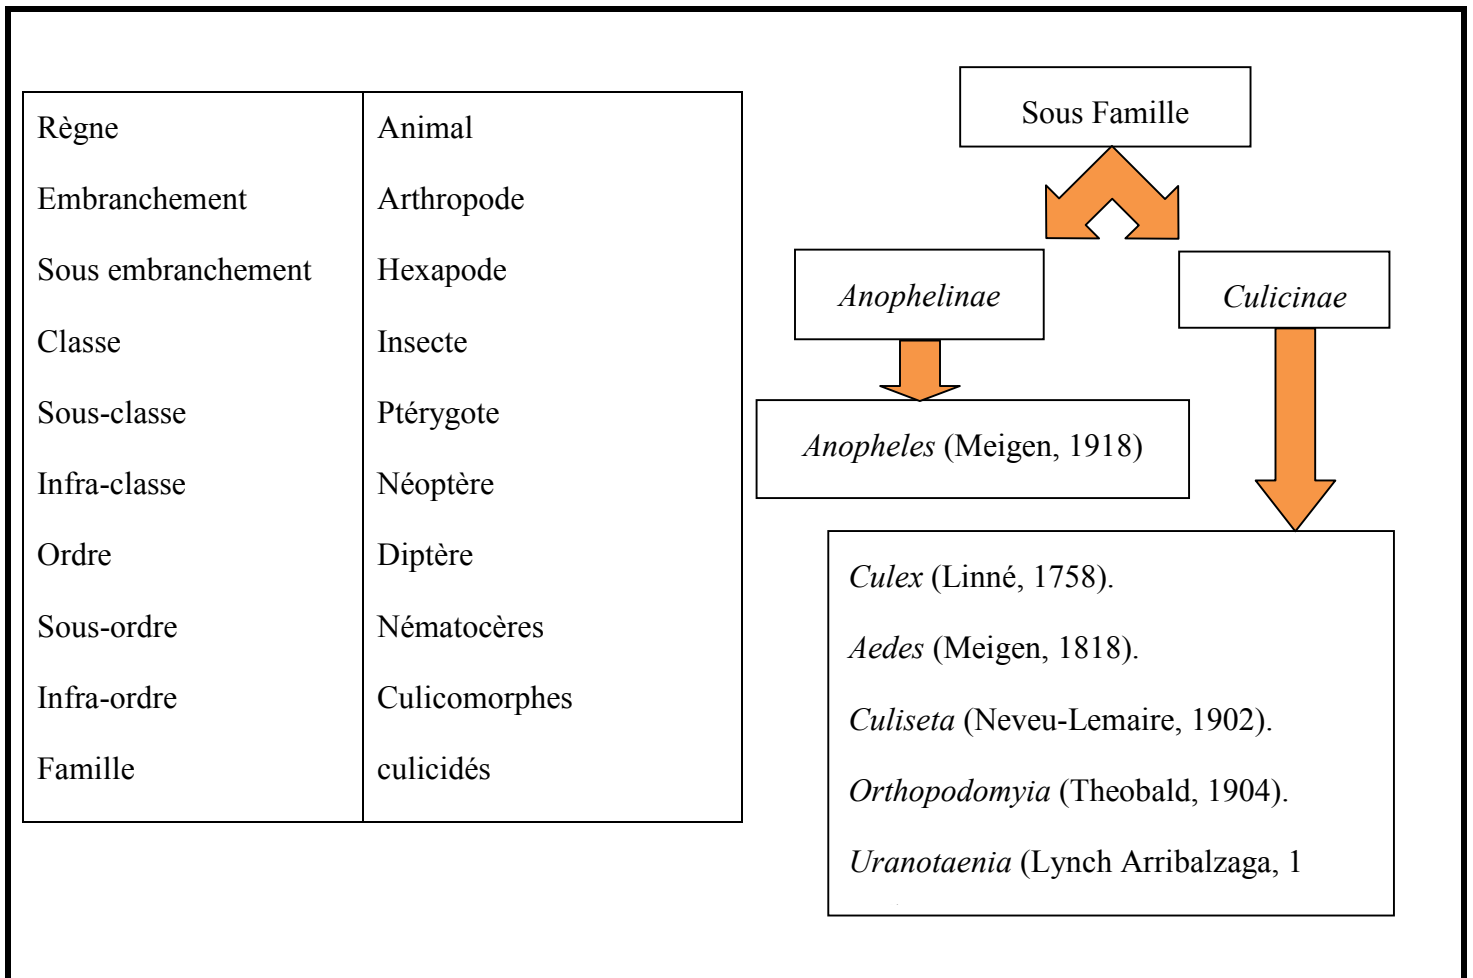 Règne Animal
Embranchement Arthropode
Sous embranchement Hexapode
Classe Insecte
Sous-classe Ptérygote
Infra-classe Néoptère
Ordre Diptère
Sous-ordre Nématocères
Infra-ordre Culicomorphes
Famille culicidés
Sous Famille
Anophelinae
Culicinae
Anopheles (Meigen, 1918)
Culex (Linné, 1758).
Aedes (Meigen, 1818).
Culiseta (Neveu-Lemaire, 1902).
Orthopodomyia (Theobald, 1904).
Uranotaenia (Lynch Arribalzaga, 1